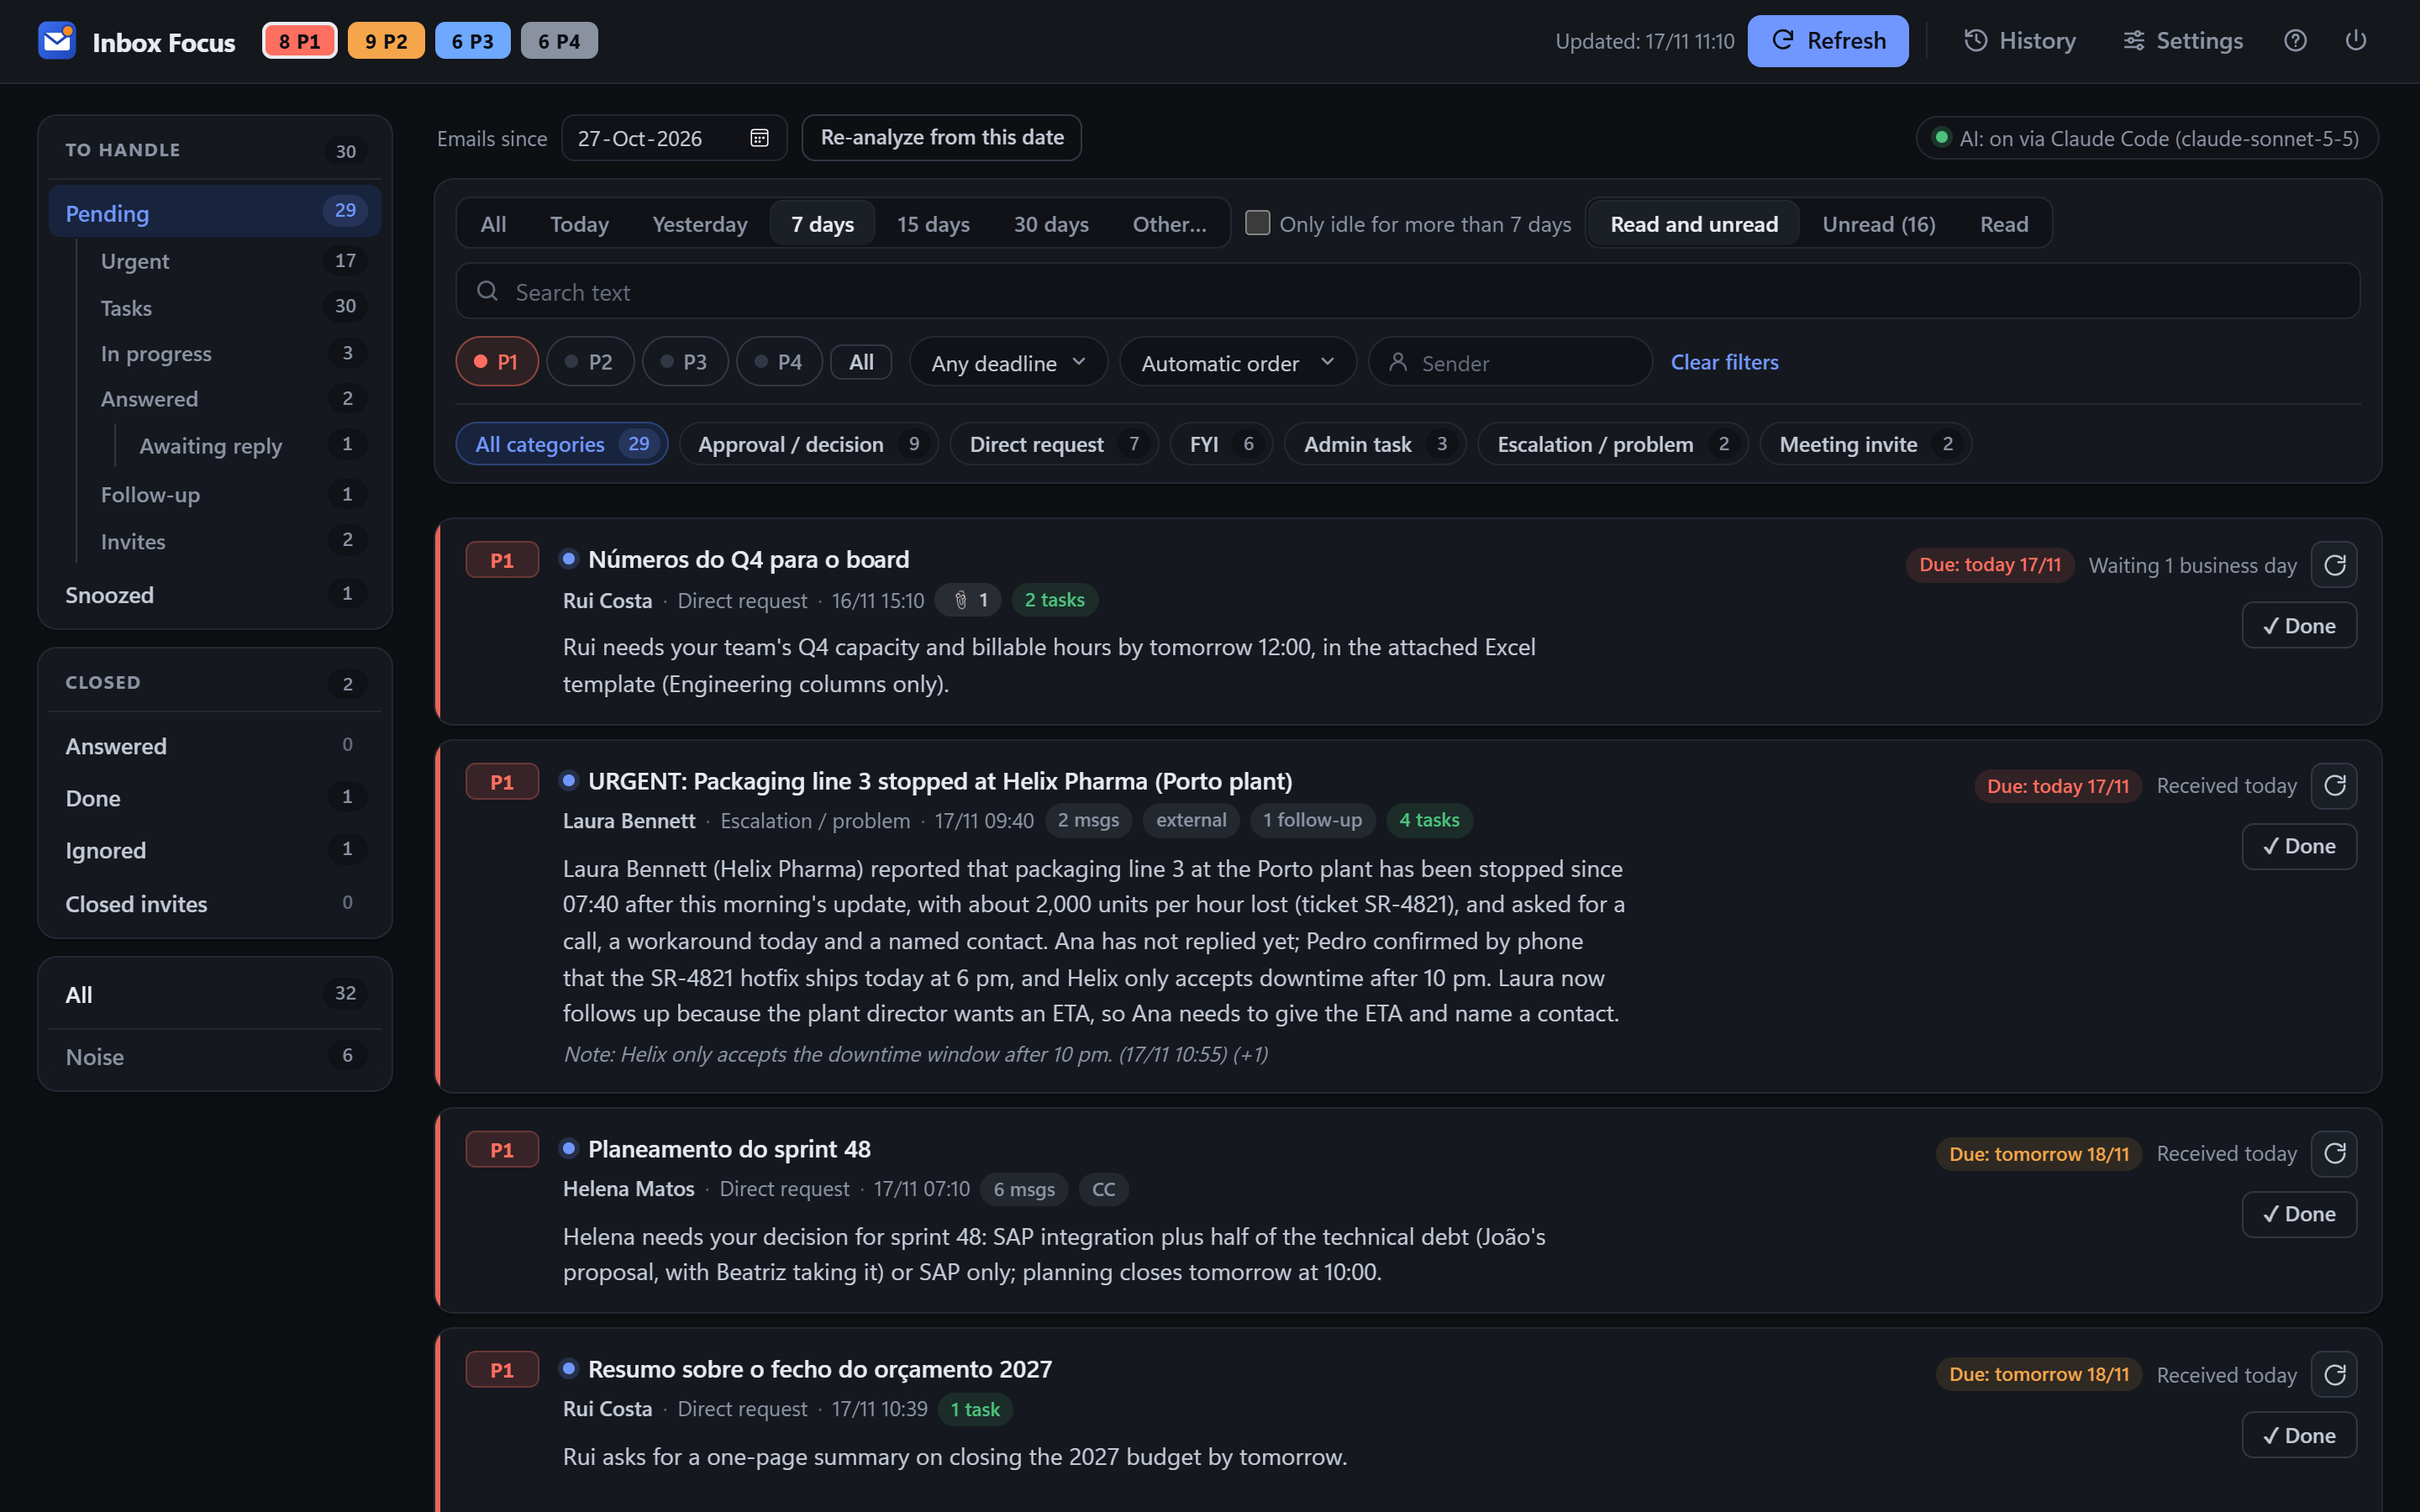 Inbox Focus
8 P1
9 P2
6 P3
6 P4
Updated: 17/11 11:10
Refresh
History
Settings
TO HANDLE 30
Pending 29
Urgent 17
Tasks 30
In progress 3
Answered 2
Awaiting reply 1
Follow-up 1
Invites 2
Snoozed 1
CLOSED 2
Answered 0
Done 1
Ignored 1
Closed invites 0
All 32
Noise 6
Emails since 27-Oct-2026 Re-analyze from this date
AI: on via Claude Code (claude-sonnet-5-5)
All Today Yesterday 7 days 15 days 30 days Other... Only idle for more than 7 days Read and unread Unread (16) Read
Search text
P1 P2 P3 P4 All Any deadline Automatic order Sender Clear filters
All categories 29 Approval / decision 9 Direct request 7 FYI 6 Admin task 3 Escalation / problem 2 Meeting invite 2
P1 Números do Q4 para o board
Due: today 17/11 Waiting 1 business day
Rui Costa · Direct request · 16/11 15:10 1 2 tasks
✓ Done
Rui needs your team's Q4 capacity and billable hours by tomorrow 12:00, in the attached Excel
template (Engineering columns only).
P1 URGENT: Packaging line 3 stopped at Helix Pharma (Porto plant)
Due: today 17/11 Received today
Laura Bennett · Escalation / problem · 17/11 09:40 2 msgs external 1 follow-up 4 tasks
✓ Done
Laura Bennett (Helix Pharma) reported that packaging line 3 at the Porto plant has been stopped since
07:40 after this morning's update, with about 2,000 units per hour lost (ticket SR-4821), and asked for a
call, a workaround today and a named contact. Ana has not replied yet; Pedro confirmed by phone
that the SR-4821 hotfix ships today at 6 pm, and Helix only accepts downtime after 10 pm. Laura now
follows up because the plant director wants an ETA, so Ana needs to give the ETA and name a contact.
Note: Helix only accepts the downtime window after 10 pm. (17/11 10:55) (+1)
P1 Planeamento do sprint 48
Due: tomorrow 18/11 Received today
Helena Matos · Direct request · 17/11 07:10 6 msgs CC
✓ Done
Helena needs your decision for sprint 48: SAP integration plus half of the technical debt (João's
proposal, with Beatriz taking it) or SAP only; planning closes tomorrow at 10:00.
P1 Resumo sobre o fecho do orçamento 2027
Due: tomorrow 18/11 Received today
Rui Costa · Direct request · 17/11 10:39 1 task
✓ Done
Rui asks for a one-page summary on closing the 2027 budget by tomorrow.